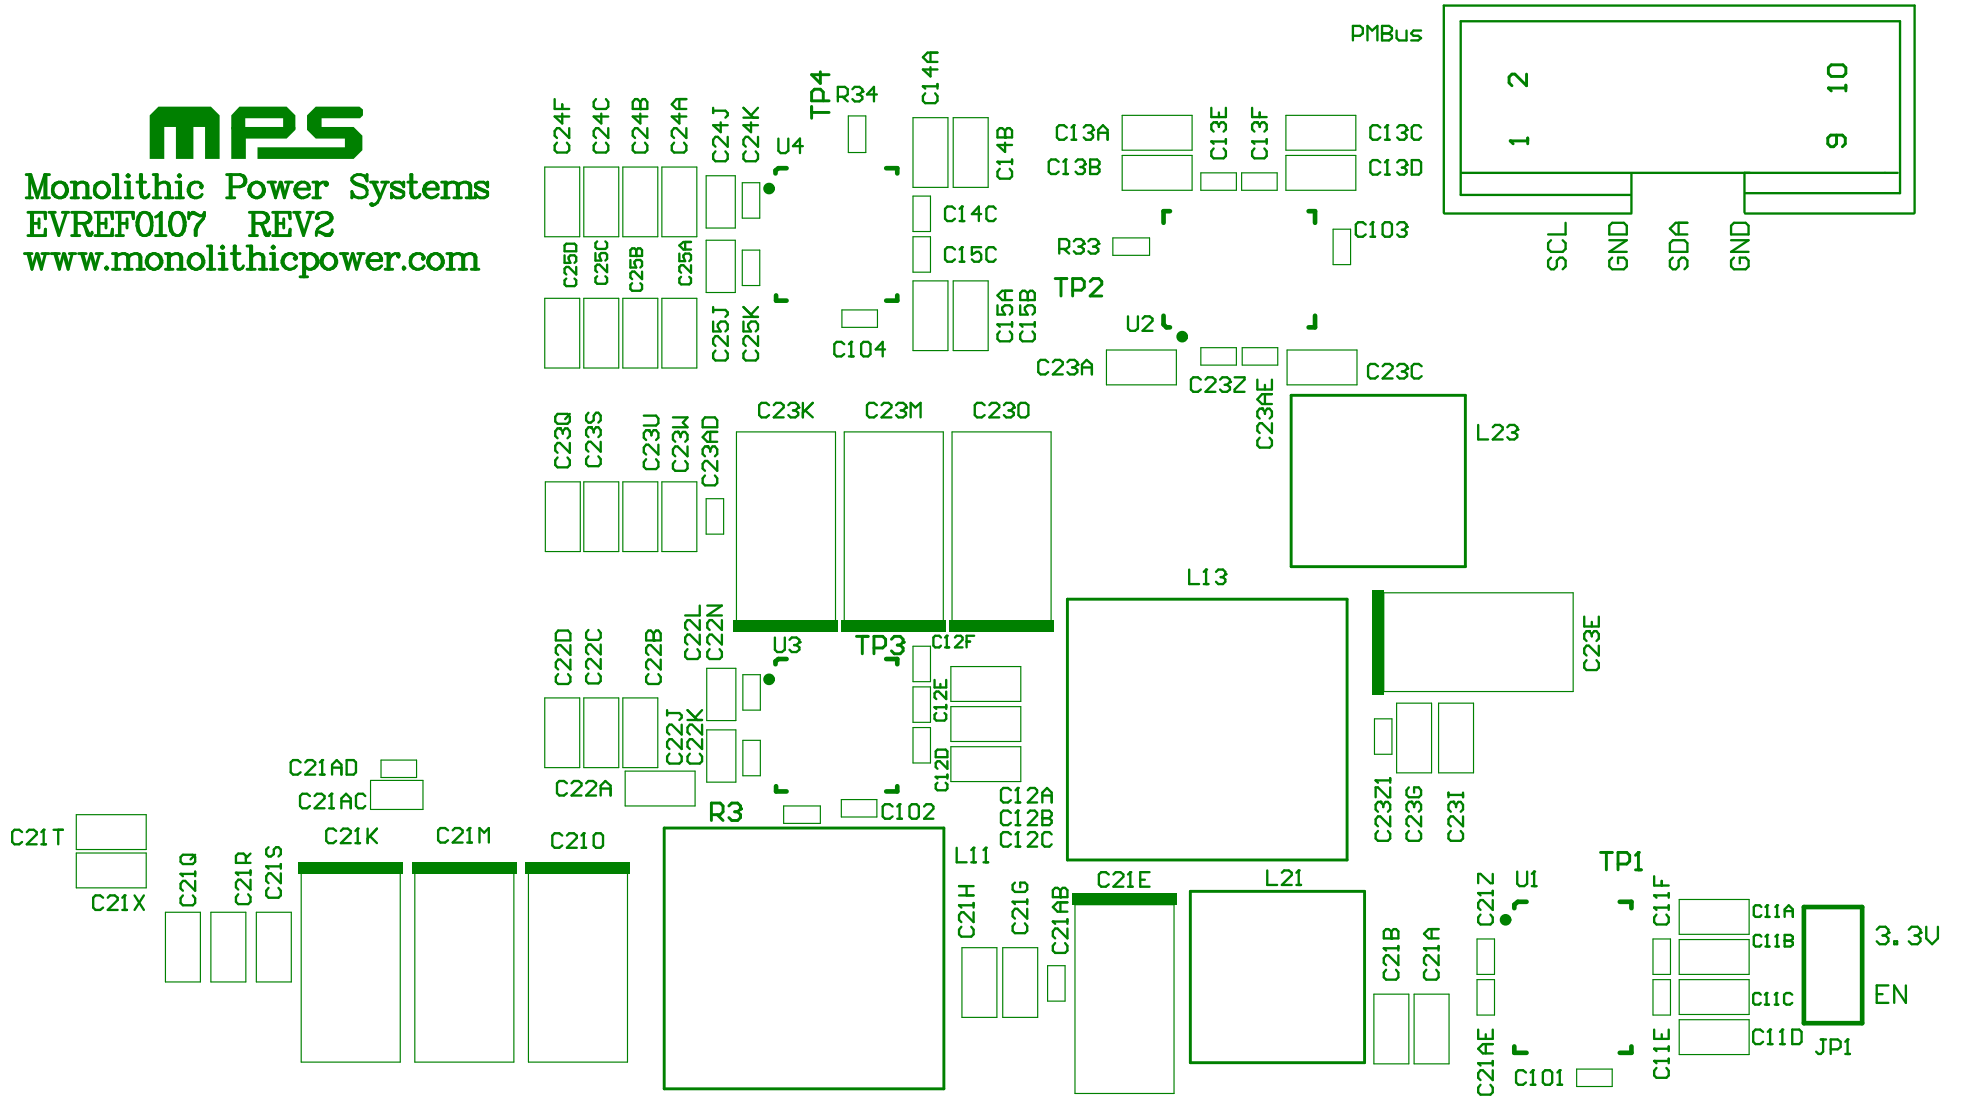 PMBus
2
10
1
9
SCL
GND
SDA
GND
mPS
Monolithic Power Systems
EVREF0107 REV2
www.monolithicpower.com
C24F
C24C
C24B
C24A
C24J
C24K
U4
TP4
R34
C14A
C14B
C14C
C15C
C15A
C15B
C104
C25D
C25C
C25B
C25A
C25J
C25K
C13A
C13B
C13E
C13F
C13C
C13D
C103
R33
TP2
U2
C23A
C23Z
C23AE
C23C
L23
C23K
C23M
C23O
C23Q
C23S
C23U
C23W
C23AD
L13
C23E
C22D
C22C
C22B
C22L
C22N
U3
TP3
C12F
C12E
C12D
C22J
C22K
C22A
R3
C102
C12A
C12B
C12C
C23Z1
C23G
C23I
C21AD
C21AC
C21T
C21K
C21M
C21O
C21X
C21Q
C21R
C21S
L11
C21H
C21G
C21AB
C21E
L21
C21B
C21A
C21Z
U1
TP1
C11F
C11A
C11B
C11C
C11D
C11E
3.3V
EN
JP1
C21AE
C101